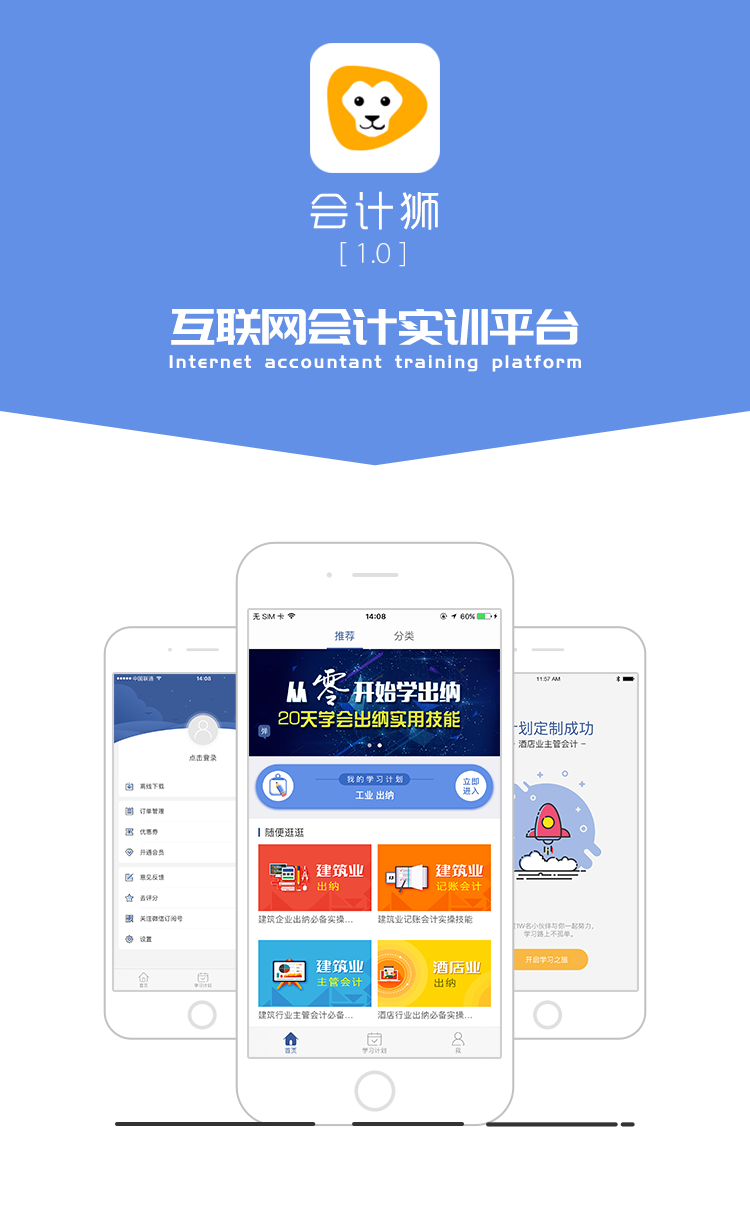 会计狮
[ 1.0 ]
互联网会计实训平台
Internet accountant training platform
中国联通
14:08
点击登录
离线下载
订单管理
优惠券
开通会员
意见反馈
去评分
关注微信订阅号
设置
首页
学习计划
无 SIM 卡
14:08
60%
推荐
分类
从零开始学出纳
20天学会出纳实用技能
我的学习计划
工业 出纳
立即
进入
随便逛逛
建筑业
出纳
建筑企业出纳必备实操...
建筑业
记账会计
建筑业记账会计实操技能
建筑业
主管会计
建筑行业主管会计必备...
酒店业
出纳
酒店行业出纳必备实操...
首页
学习计划
我
11:57 AM
计划定制成功
- 酒店业主管会计 -
1W名小伙伴与你一起努力,
学习路上不孤单。
开启学习之旅